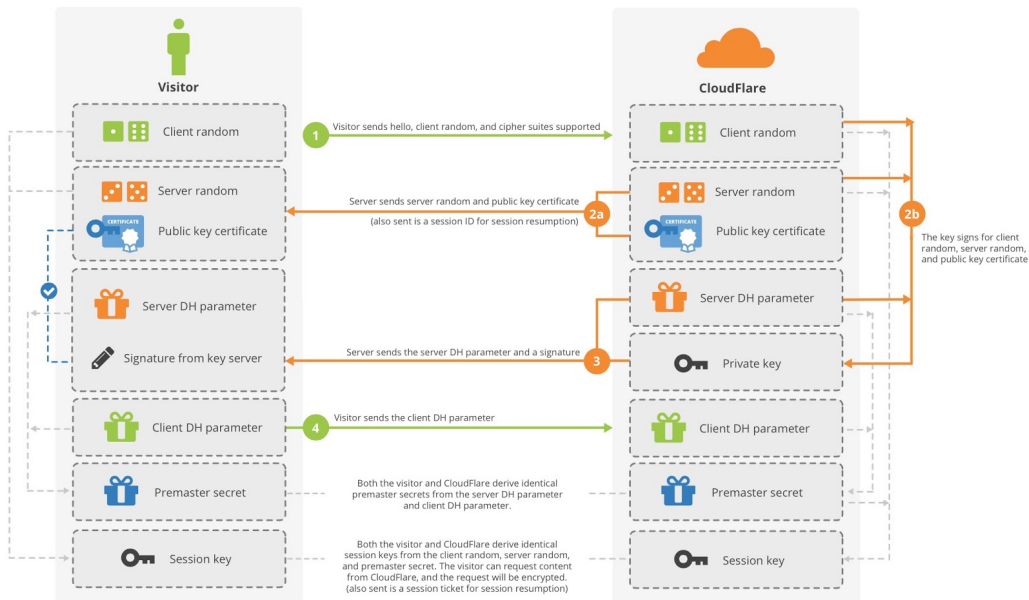 Visitor
CloudFlare
Client random
1
Visitor sends hello, client random, and cipher suites supported
Client random
Server random
Server sends server random and public key certificate
(also sent is a session ID for session resumption)
2a
Server random
2b
CERTIFICATE
Public key certificate
CERTIFICATE
Public key certificate
The key signs for client
random, server random,
and public key certificate
Server DH parameter
Server DH parameter
Signature from key server
Server sends the server DH parameter and a signature
3
Private key
Client DH parameter
4
Visitor sends the client DH parameter
Client DH parameter
Premaster secret
Both the visitor and CloudFlare derive identical
premaster secrets from the server DH parameter
and client DH parameter.
Premaster secret
Session key
Both the visitor and CloudFlare derive identical
session keys from the client random, server random,
and premaster secret. The visitor can request content
from CloudFlare, and the request will be encrypted.
(also sent is a session ticket for session resumption)
Session key